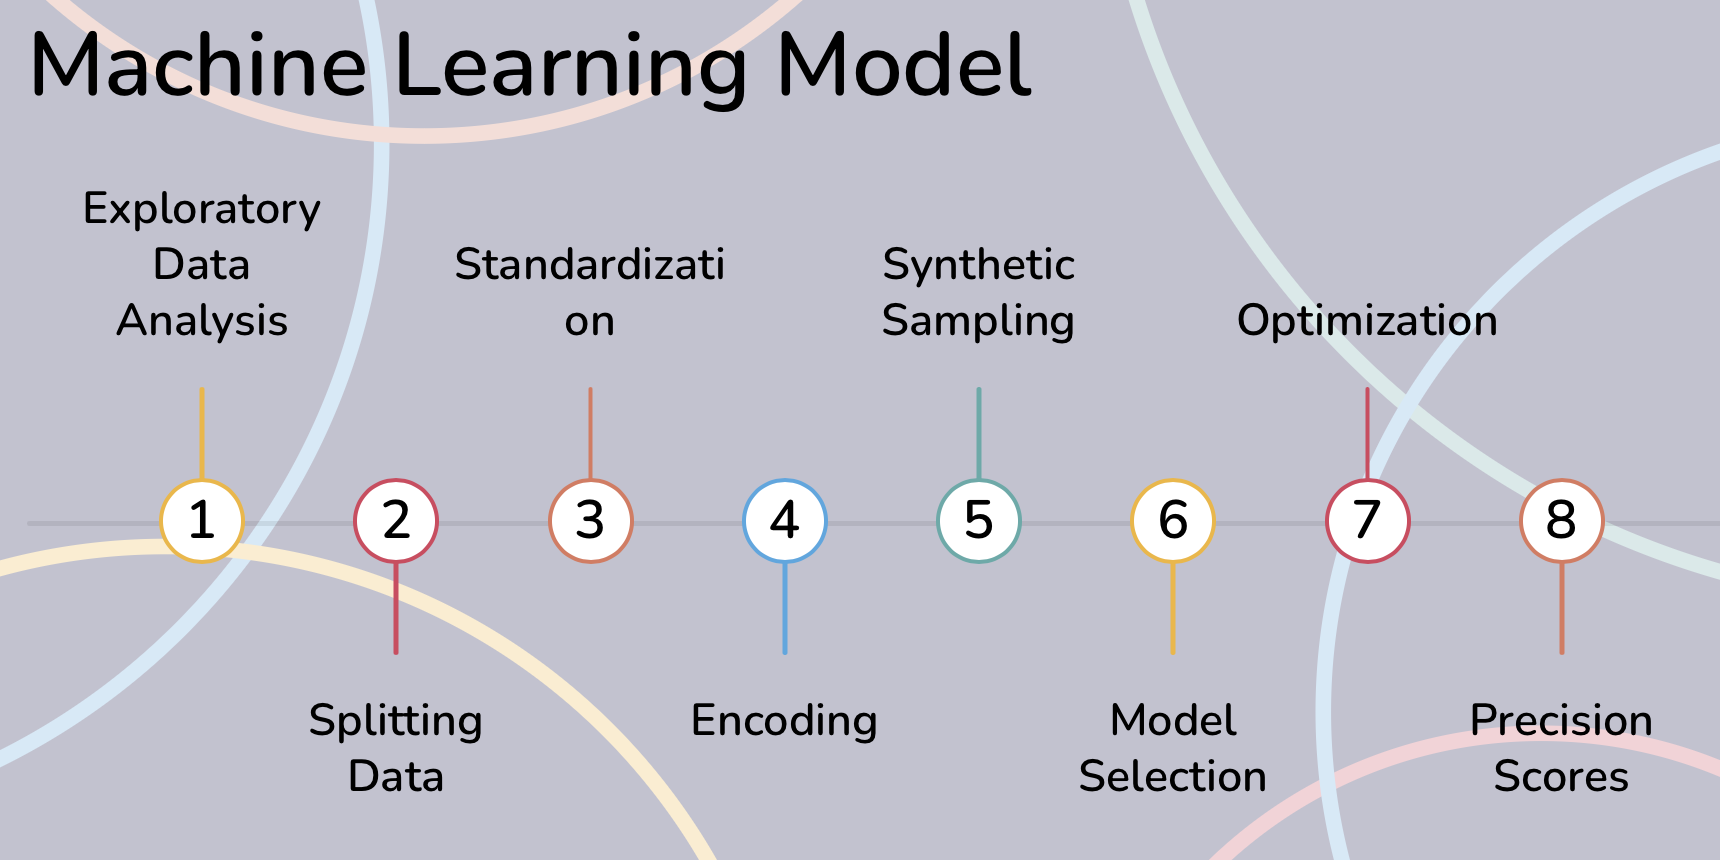 Machine Learning Model
Exploratory
Data
Analysis
Standardizati
on
Synthetic
Sampling
Optimization
1
2
3
4
5
6
7
8
Splitting
Data
Encoding
Model
Selection
Precision
Scores